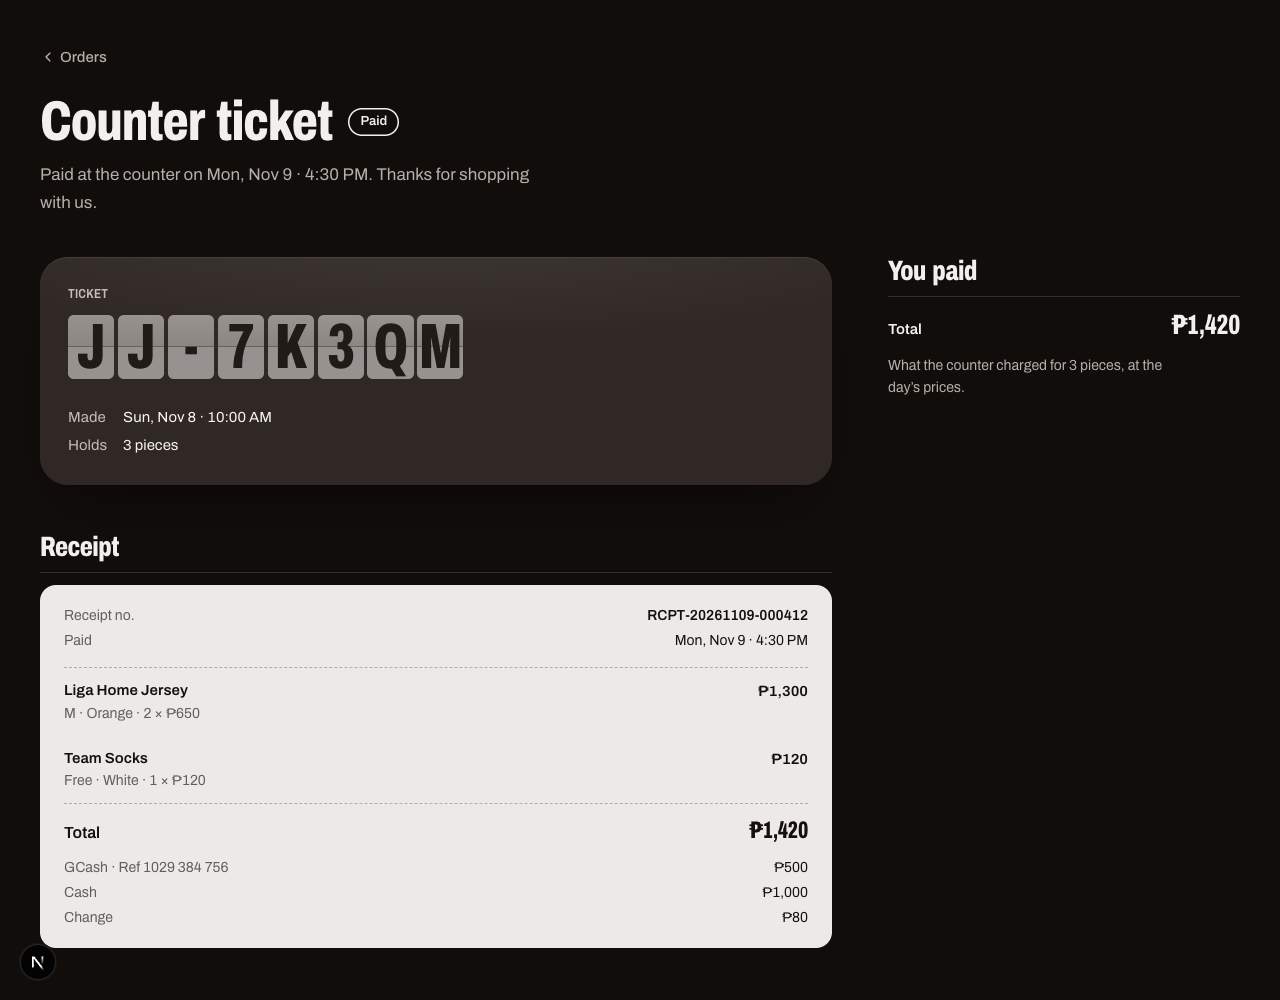 Orders
Counter ticket
Paid
Paid at the counter on Mon, Nov 9 · 4:30 PM. Thanks for shopping
with us.
TICKET
JJ-7K3QM
Made Sun, Nov 8 · 10:00 AM
Holds 3 pieces
You paid
Total ₱1,420
What the counter charged for 3 pieces, at the
day’s prices.
Receipt
Receipt no. RCPT-20261109-000412
Paid Mon, Nov 9 · 4:30 PM
Liga Home Jersey ₱1,300
M · Orange · 2 × ₱650
Team Socks ₱120
Free · White · 1 × ₱120
Total ₱1,420
GCash · Ref 1029 384 756 ₱500
Cash ₱1,000
Change ₱80
N